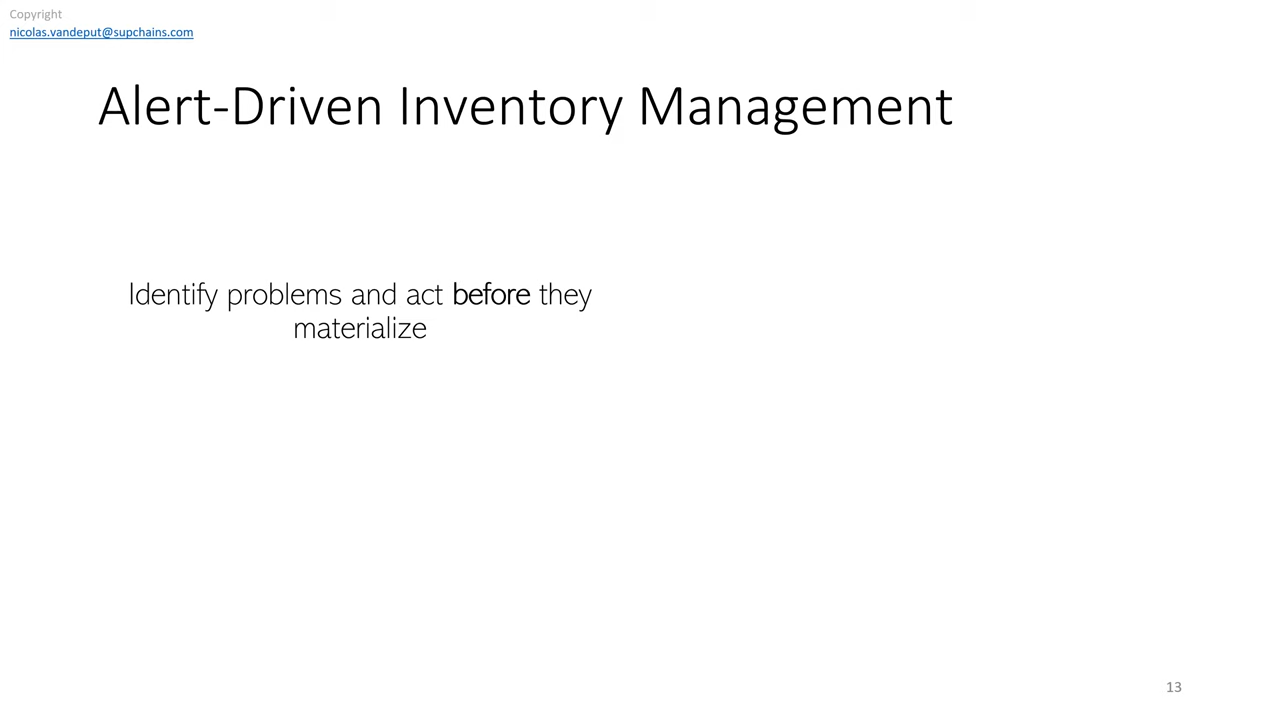 Copyright
nicolas.vandeput@supchains.com
Alert-Driven Inventory Management
Identify problems and act before they
materialize
13